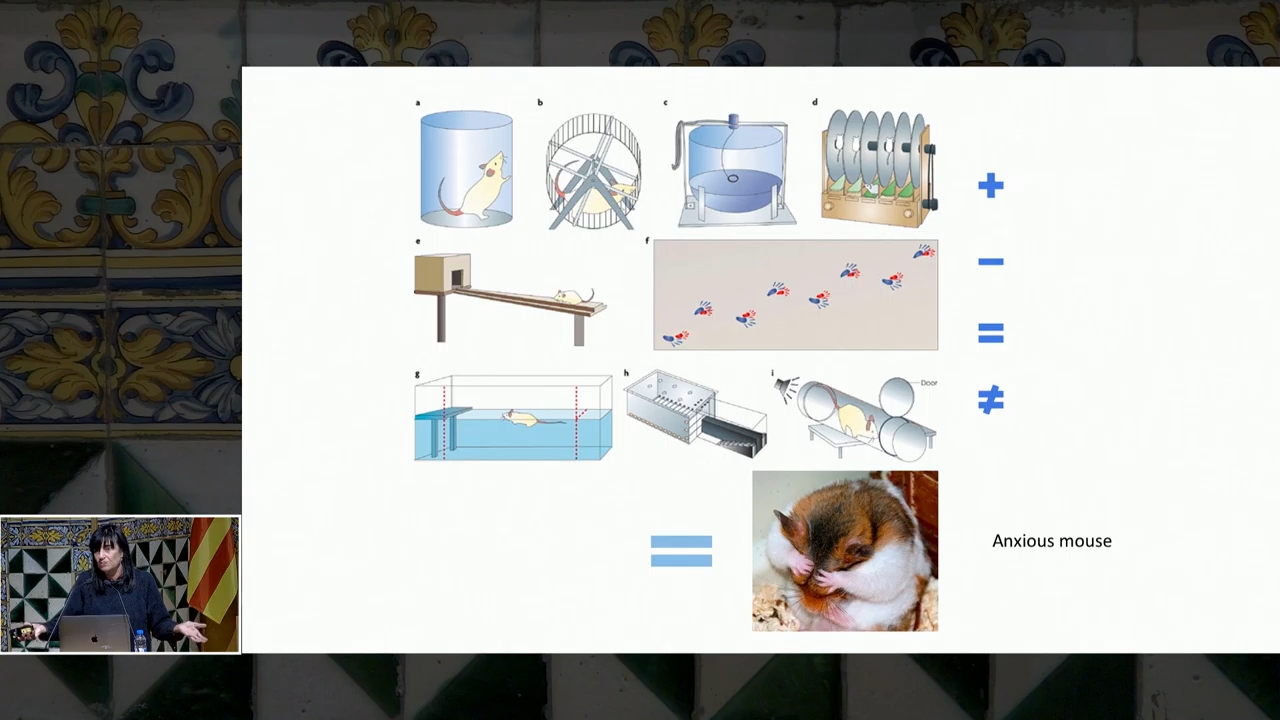 a b c d
e f
g h i
Door
+
−
=
≠
=
Anxious mouse